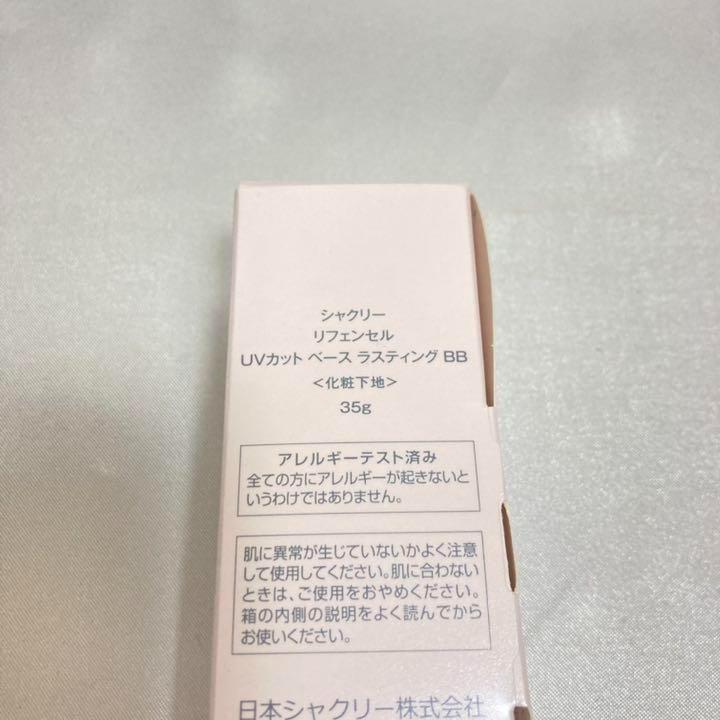 シャクリー
リフェンセル
UVカット ベース ラスティング BB
<化粧下地>
35g
アレルギーテスト済み
全ての方にアレルギーが起きないと
いうわけではありません。
肌に異常が生じていないかよく注意
して使用してください。肌に合わない
ときは、ご使用をおやめください。
箱の内側の説明をよく読んでから
お使いください。
日本シャクリー株式会社